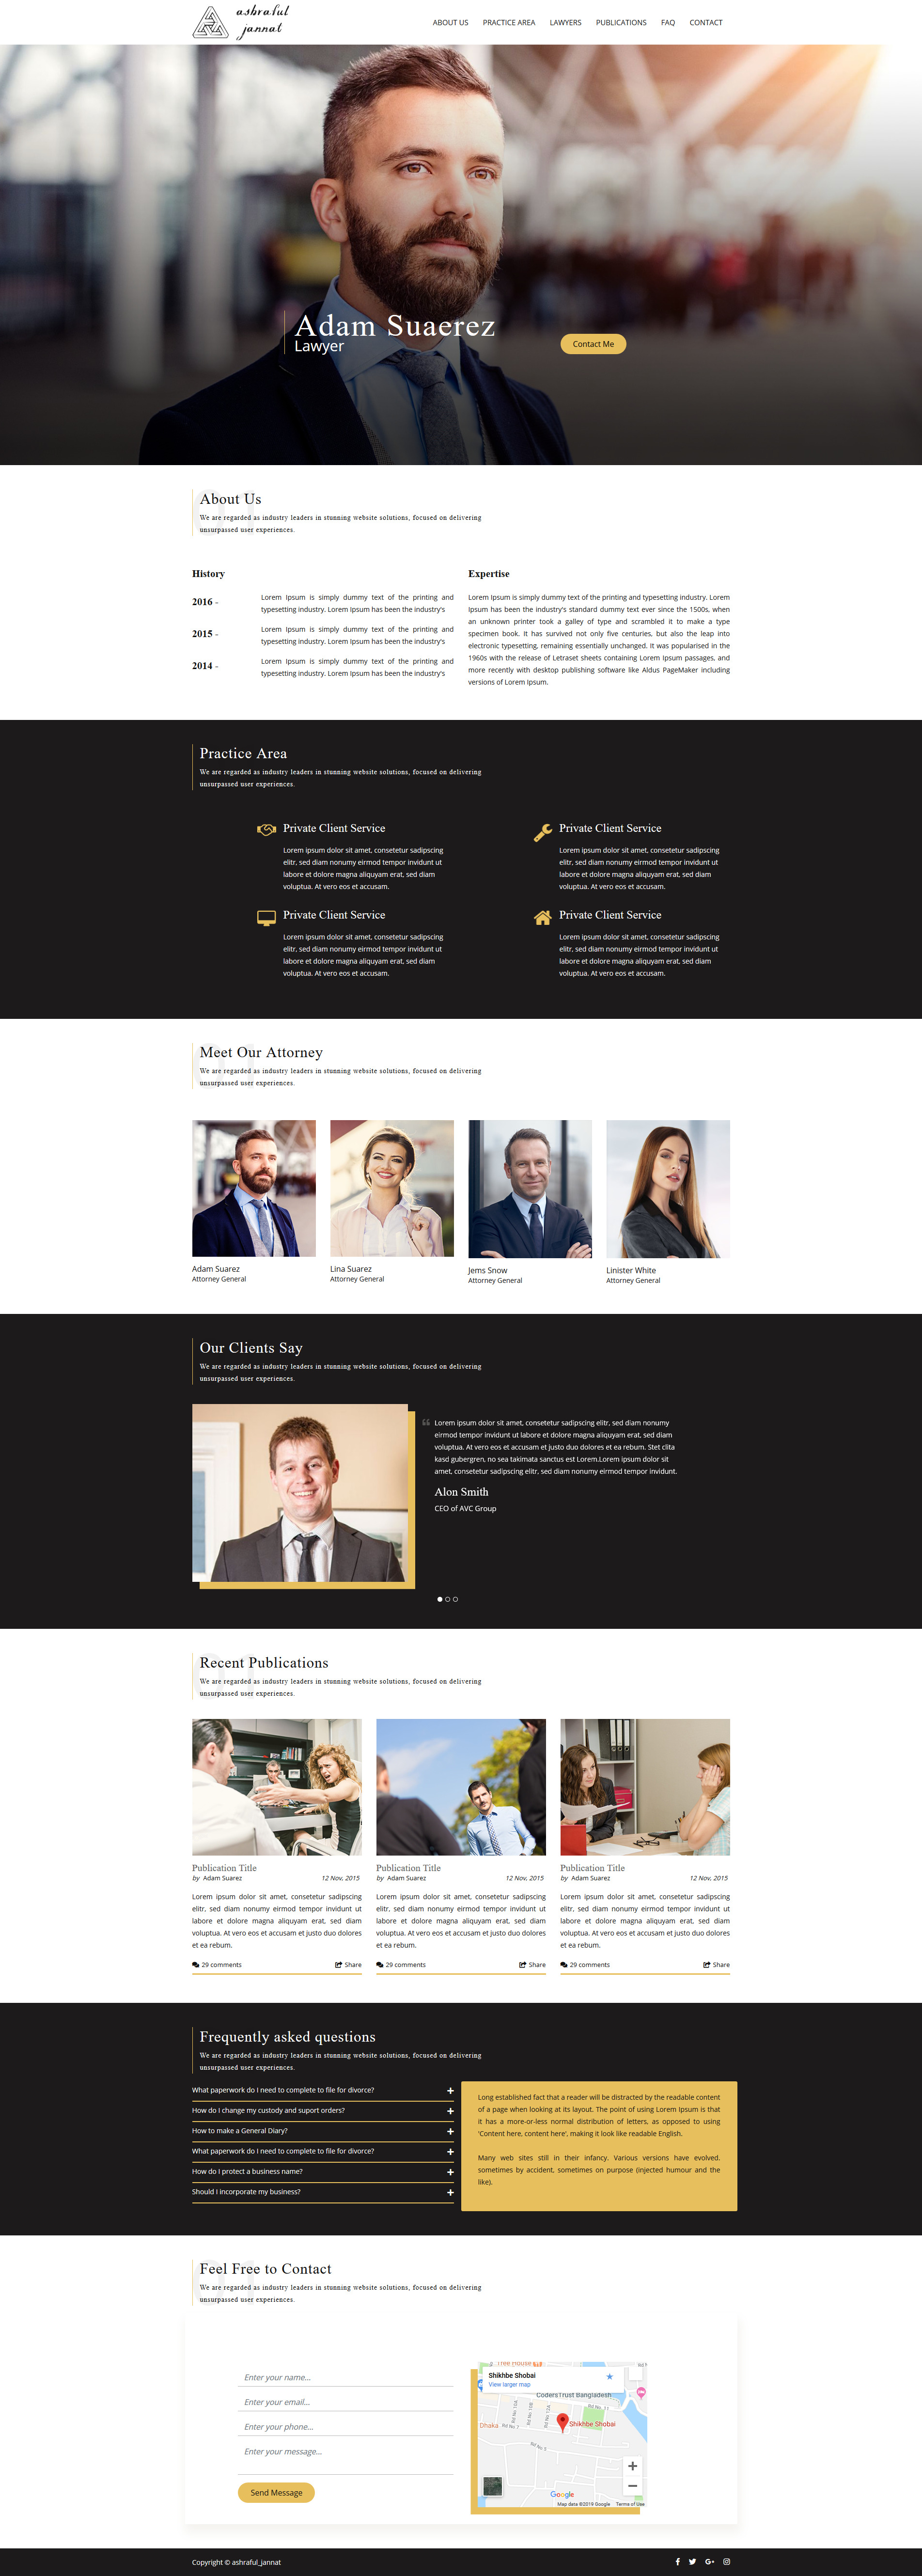 ashraful
jannat
ABOUT US PRACTICE AREA LAWYERS PUBLICATIONS FAQ CONTACT
Adam Suaerez
Lawyer
Contact Me
01
About Us
We are regarded as industry leaders in stunning website solutions, focused on delivering
unsurpassed user experiences.
History
2016 -
Lorem Ipsum is simply dummy text of the printing and
typesetting industry. Lorem Ipsum has been the industry's
2015 -
Lorem Ipsum is simply dummy text of the printing and
typesetting industry. Lorem Ipsum has been the industry's
2014 -
Lorem Ipsum is simply dummy text of the printing and
typesetting industry. Lorem Ipsum has been the industry's
Expertise
Lorem Ipsum is simply dummy text of the printing and typesetting industry. Lorem
Ipsum has been the industry's standard dummy text ever since the 1500s, when
an unknown printer took a galley of type and scrambled it to make a type
specimen book. It has survived not only five centuries, but also the leap into
electronic typesetting, remaining essentially unchanged. It was popularised in the
1960s with the release of Letraset sheets containing Lorem Ipsum passages, and
more recently with desktop publishing software like Aldus PageMaker including
versions of Lorem Ipsum.
Practice Area
We are regarded as industry leaders in stunning website solutions, focused on delivering
unsurpassed user experiences.
Private Client Service
Lorem ipsum dolor sit amet, consetetur sadipscing
elitr, sed diam nonumy eirmod tempor invidunt ut
labore et dolore magna aliquyam erat, sed diam
voluptua. At vero eos et accusam.
Private Client Service
Lorem ipsum dolor sit amet, consetetur sadipscing
elitr, sed diam nonumy eirmod tempor invidunt ut
labore et dolore magna aliquyam erat, sed diam
voluptua. At vero eos et accusam.
Private Client Service
Lorem ipsum dolor sit amet, consetetur sadipscing
elitr, sed diam nonumy eirmod tempor invidunt ut
labore et dolore magna aliquyam erat, sed diam
voluptua. At vero eos et accusam.
Private Client Service
Lorem ipsum dolor sit amet, consetetur sadipscing
elitr, sed diam nonumy eirmod tempor invidunt ut
labore et dolore magna aliquyam erat, sed diam
voluptua. At vero eos et accusam.
Meet Our Attorney
We are regarded as industry leaders in stunning website solutions, focused on delivering
unsurpassed user experiences.
Adam Suarez
Attorney General
Lina Suarez
Attorney General
Jems Snow
Attorney General
Linister White
Attorney General
Our Clients Say
We are regarded as industry leaders in stunning website solutions, focused on delivering
unsurpassed user experiences.
Lorem ipsum dolor sit amet, consetetur sadipscing elitr, sed diam nonumy
eirmod tempor invidunt ut labore et dolore magna aliquyam erat, sed diam
voluptua. At vero eos et accusam et justo duo dolores et ea rebum. Stet clita
kasd gubergren, no sea takimata sanctus est Lorem.Lorem ipsum dolor sit
amet, consetetur sadipscing elitr, sed diam nonumy eirmod tempor invidunt.
Alon Smith
CEO of AVC Group
Recent Publications
We are regarded as industry leaders in stunning website solutions, focused on delivering
unsurpassed user experiences.
Publication Title
by Adam Suarez 12 Nov, 2015
Lorem ipsum dolor sit amet, consetetur sadipscing
elitr, sed diam nonumy eirmod tempor invidunt ut
labore et dolore magna aliquyam erat, sed diam
voluptua. At vero eos et accusam et justo duo dolores
et ea rebum.
29 comments Share
Publication Title
by Adam Suarez 12 Nov, 2015
Lorem ipsum dolor sit amet, consetetur sadipscing
elitr, sed diam nonumy eirmod tempor invidunt ut
labore et dolore magna aliquyam erat, sed diam
voluptua. At vero eos et accusam et justo duo dolores
et ea rebum.
29 comments Share
Publication Title
by Adam Suarez 12 Nov, 2015
Lorem ipsum dolor sit amet, consetetur sadipscing
elitr, sed diam nonumy eirmod tempor invidunt ut
labore et dolore magna aliquyam erat, sed diam
voluptua. At vero eos et accusam et justo duo dolores
et ea rebum.
29 comments Share
Frequently asked questions
We are regarded as industry leaders in stunning website solutions, focused on delivering
unsurpassed user experiences.
What paperwork do I need to complete to file for divorce?
How do I change my custody and suport orders?
How to make a General Diary?
What paperwork do I need to complete to file for divorce?
How do I protect a business name?
Should I incorporate my business?
Long established fact that a reader will be distracted by the readable content
of a page when looking at its layout. The point of using Lorem Ipsum is that
it has a more-or-less normal distribution of letters, as opposed to using
'Content here, content here', making it look like readable English.
Many web sites still in their infancy. Various versions have evolved.
sometimes by accident, sometimes on purpose (injected humour and the
like).
Feel Free to Contact
We are regarded as industry leaders in stunning website solutions, focused on delivering
unsurpassed user experiences.
Enter your name...
Enter your email...
Enter your phone...
Enter your message...
Send Message
Shikhbe Shobai
View larger map
CodersTrust Bangladesh
Dhaka
Shikhbe Shobai
Google
Map data ©2019 Google Terms of Use
Copyright © ashraful_jannat